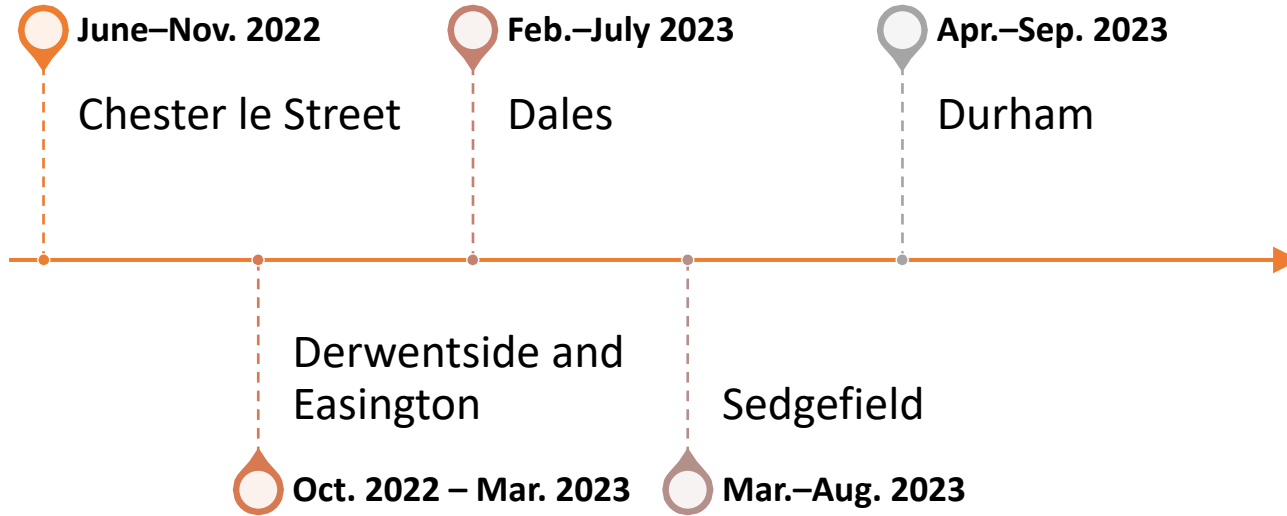 June–Nov. 2022
Chester le Street
Feb.–July 2023
Dales
Apr.–Sep. 2023
Durham
Derwentside and
Easington
Oct. 2022 – Mar. 2023
Sedgefield
Mar.–Aug. 2023